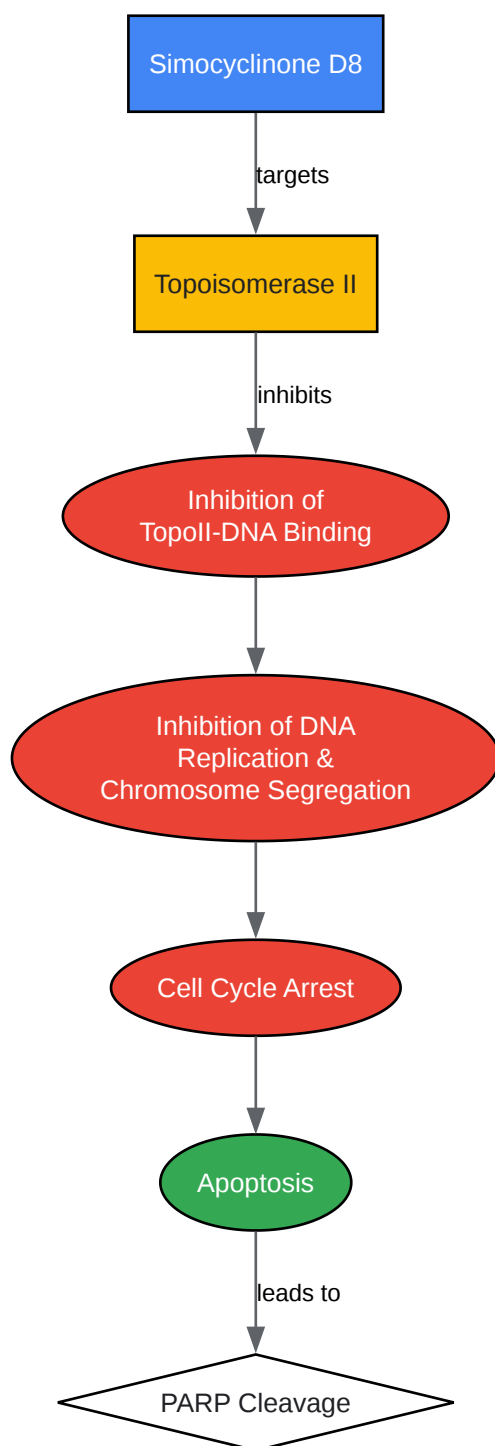 Simocyclinone D8
targets
Topoisomerase II
inhibits
Inhibition of
TopoII-DNA Binding
Inhibition of DNA
Replication &
Chromosome Segregation
Cell Cycle Arrest
Apoptosis
leads to
PARP Cleavage